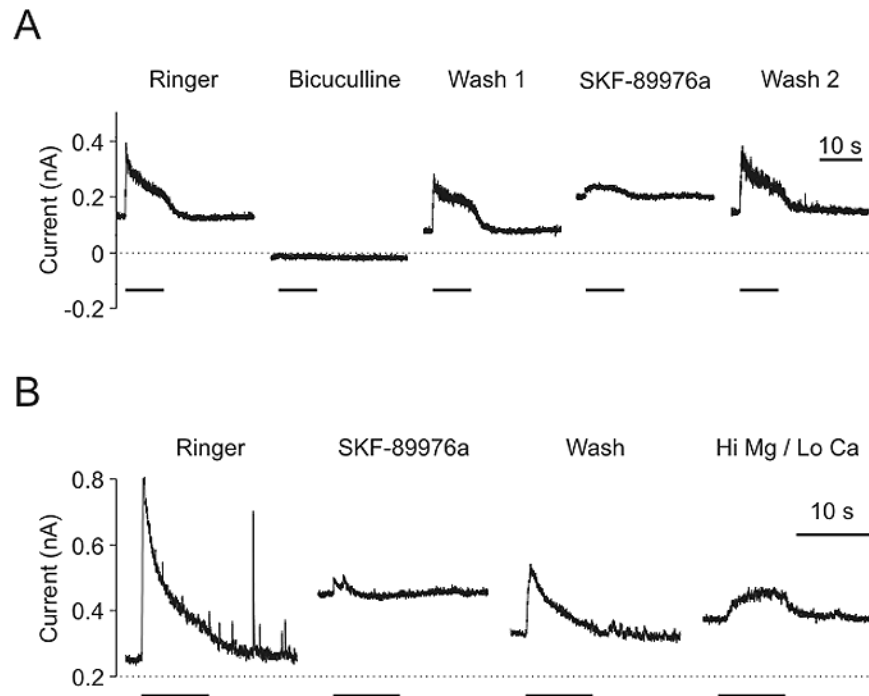 A
Ringer Bicuculline Wash 1 SKF-89976a Wash 2
10 s
Current (nA)
0.4
0.2
0
-0.2
B
Ringer SKF-89976a Wash Hi Mg / Lo Ca
10 s
Current (nA)
0.8
0.6
0.4
0.2